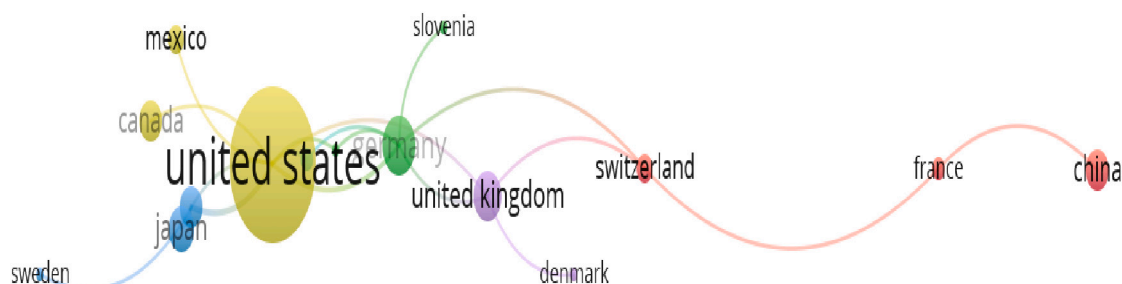 slovenia
mexico
canada
germany
united states
switzerland
france
china
united kingdom
japan
sweden
denmark